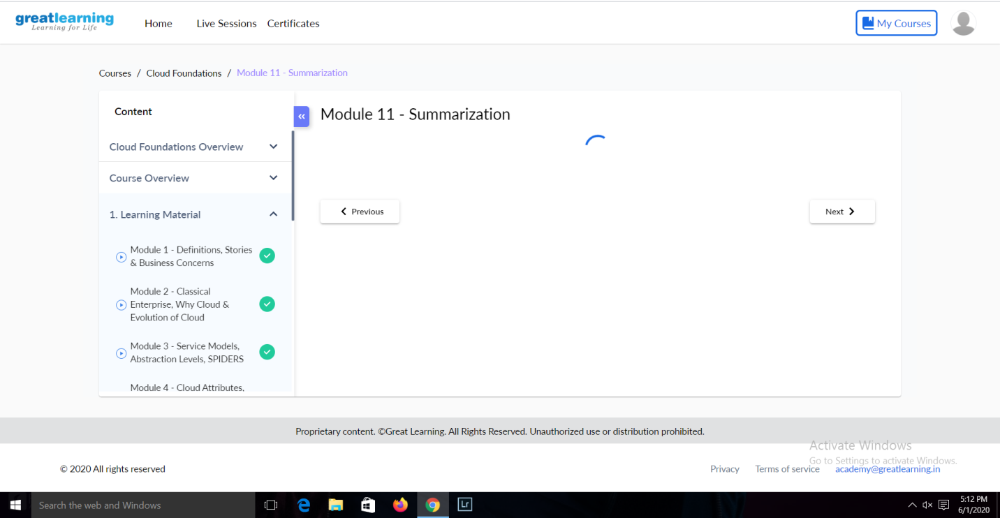 greatlearning
Learning for Life
Home Live Sessions Certificates
My Courses
Courses / Cloud Foundations / Module 11 - Summarization
Content
«
Module 11 - Summarization
Cloud Foundations Overview
Course Overview
1. Learning Material
Module 1 - Definitions, Stories
& Business Concerns
Module 2 - Classical
Enterprise, Why Cloud &
Evolution of Cloud
Module 3 - Service Models,
Abstraction Levels, SPIDERS
Module 4 - Cloud Attributes,
Previous
Next
Proprietary content. ©Great Learning. All Rights Reserved. Unauthorized use or distribution prohibited.
Activate Windows
Go to Settings to activate Windows.
© 2020 All rights reserved
Privacy Terms of service academy@greatlearning.in
Search the web and Windows
Lr
5:12 PM
6/1/2020